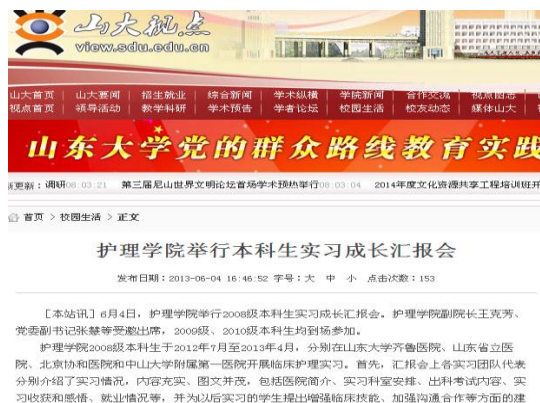 山大视点
view.sdu.edu.cn
山大首页 山大要闻 招生就业 综合新闻 学术纵横 学院新闻 合作交流 视点图志
视点首页 领导活动 教学科研 学术预告 学者论坛 校园生活 校友动态 媒体山大
山东大学党的群众路线教育实践
新更新：调研08:03:21 第三届尼山世界文明论坛首场学术预热举行08:03:04 2014年度文化资源共享工程培训班开
首页 > 校园生活 > 正文
护理学院举行本科生实习成长汇报会
发布日期：2013-06-04 16:46:52 字号：大 中 小 点击次数：153
[本站讯] 6月4日，护理学院举行2008级本科生实习成长汇报会。护理学院副院长王克芳、
党委副书记张慧等受邀出席，2009级、2010级本科生均到场参加。
护理学院2008级本科生于2012年7月至2013年4月，分别在山东大学齐鲁医院、山东省立医
院、北京协和医院和中山大学附属第一医院开展临床护理实习。首先，汇报会上各实习团队代表
分别介绍了实习情况，内容充实、图文并茂，包括医院简介、实习科室安排、出科考试内容、实
习收获和感悟、就业情况等，并为以后实习的学生提出增强临床技能、加强沟通合作等方面的建